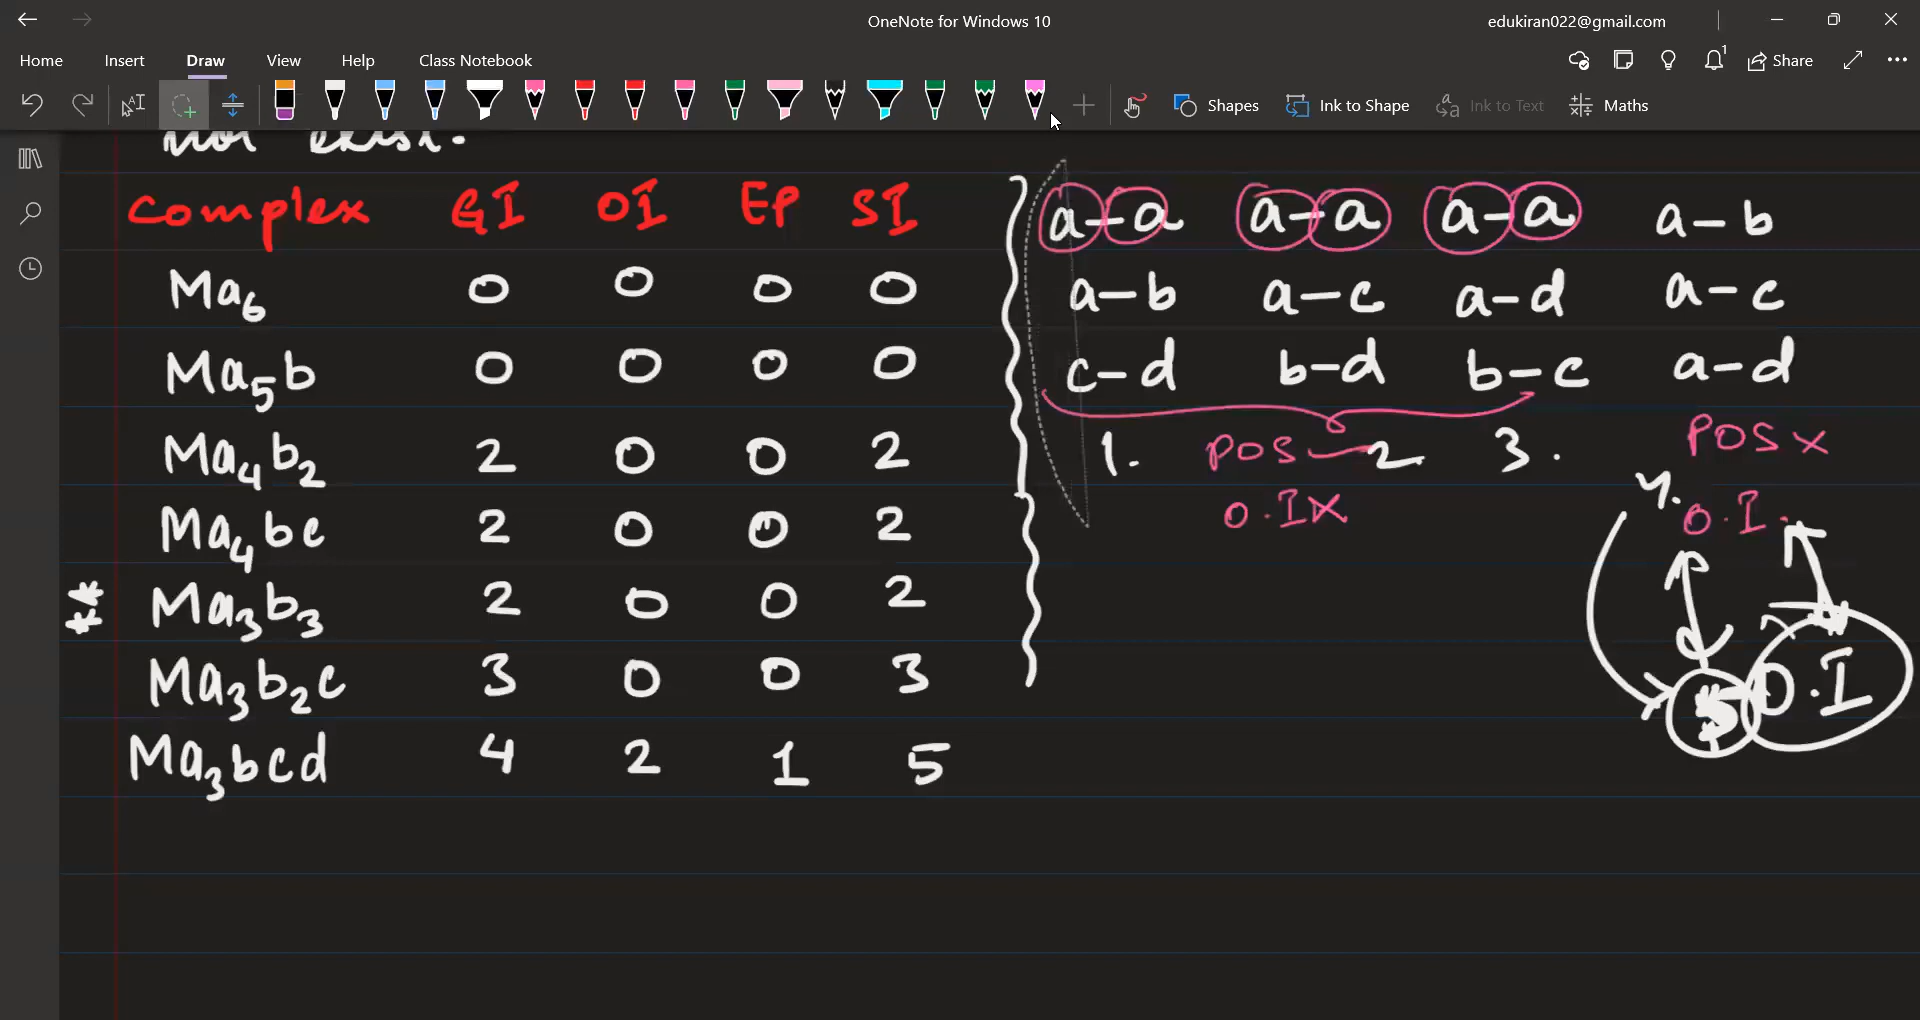 OneNote for Windows 10
edukiran022@gmail.com
Home Insert Draw View Help Class Notebook
1 Share
Shapes Ink to Shape Ink to Text Maths
not exist.
Complex GI OI EP SI
Ma6 0 0 0 0
Ma5b 0 0 0 0
Ma4b2 2 0 0 2
Ma4bc 2 0 0 2
** Ma3b3 2 0 0 2
Ma3b2c 3 0 0 3
Ma3bcd 4 2 1 5
a-a a-a a-a a-b
a-b a-c a-d a-c
c-d b-d b-c a-d
1. POS 2 3. POS x
O.I x 4. O.I.
O.I